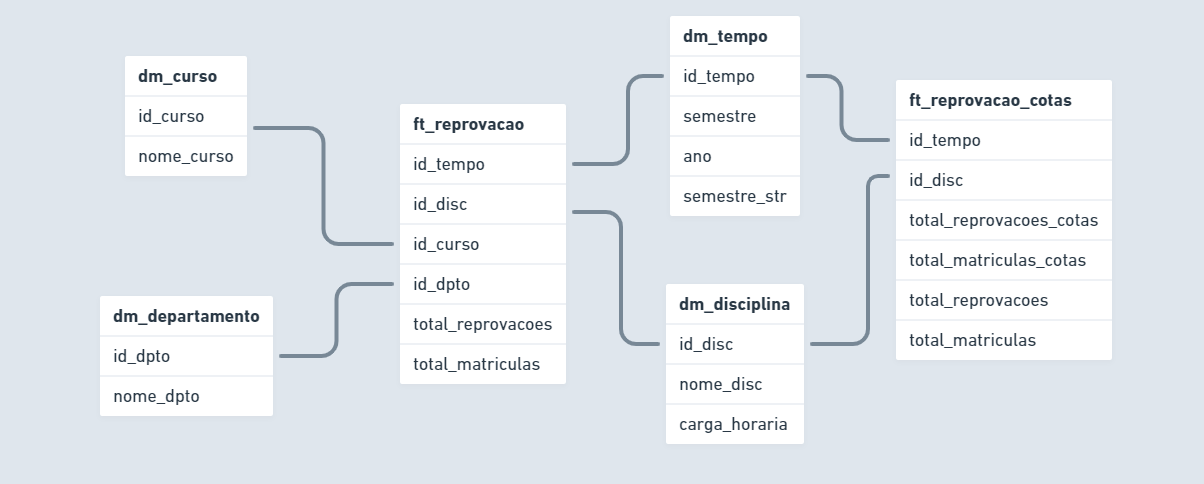 dm_curso
id_curso
nome_curso
dm_departamento
id_dpto
nome_dpto
ft_reprovacao
id_tempo
id_disc
id_curso
id_dpto
total_reprovacoes
total_matriculas
dm_tempo
id_tempo
semestre
ano
semestre_str
dm_disciplina
id_disc
nome_disc
carga_horaria
ft_reprovacao_cotas
id_tempo
id_disc
total_reprovacoes_cotas
total_matriculas_cotas
total_reprovacoes
total_matriculas